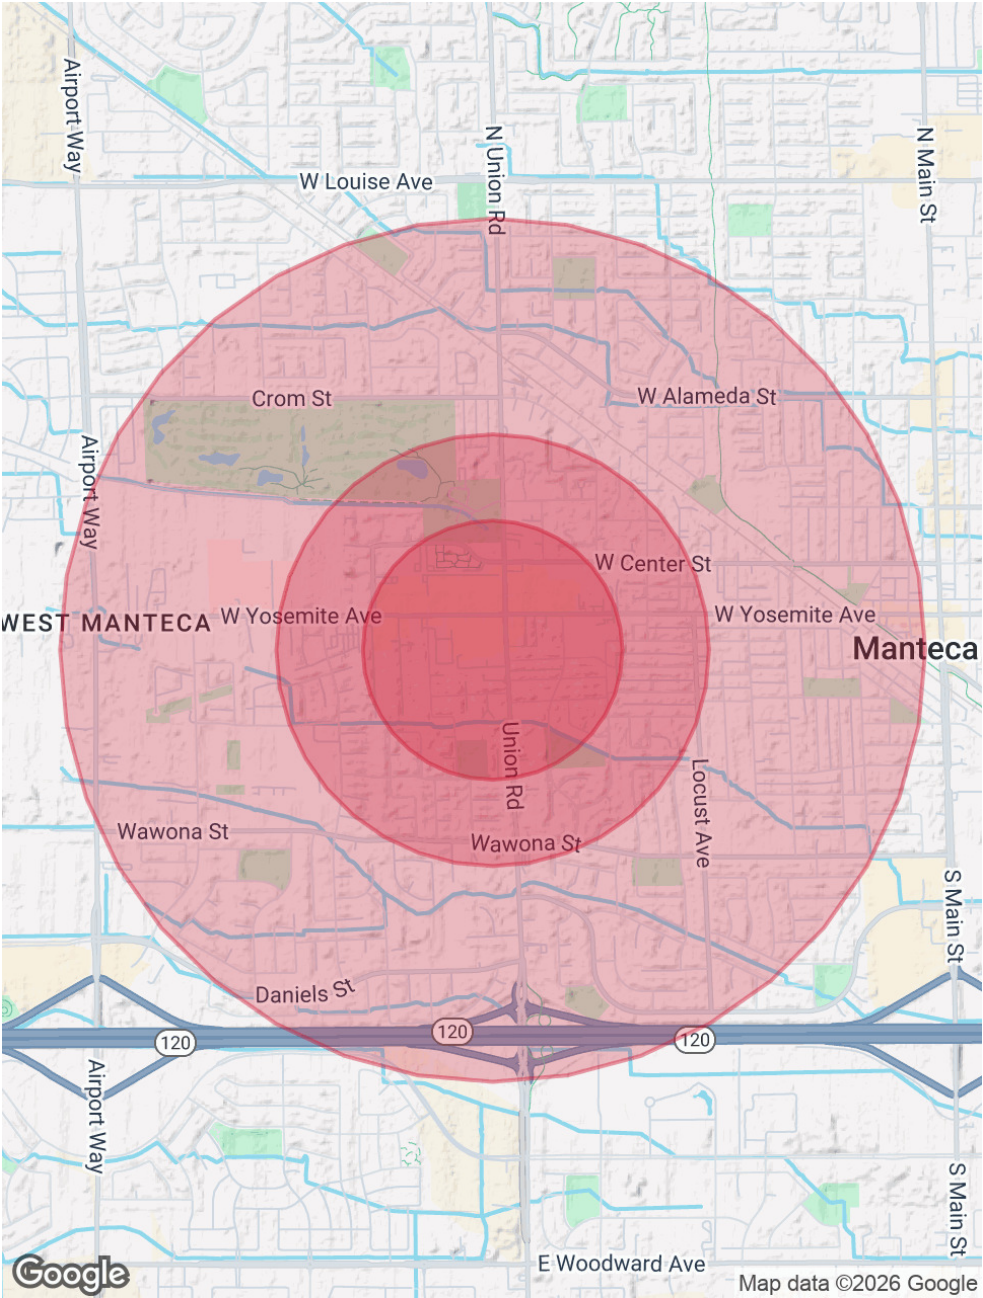 Airport Way
N Union Rd
N Main St
W Louise Ave
Crom St
W Alameda St
Airport Way
W Center St
W Yosemite Ave
W Yosemite Ave
WEST MANTECA
Manteca
Union Rd
Locust Ave
Wawona St
Wawona St
S Main St
Daniels St
120
120
120
Airport Way
S Main St
E Woodward Ave
Google
Map data ©2026 Google